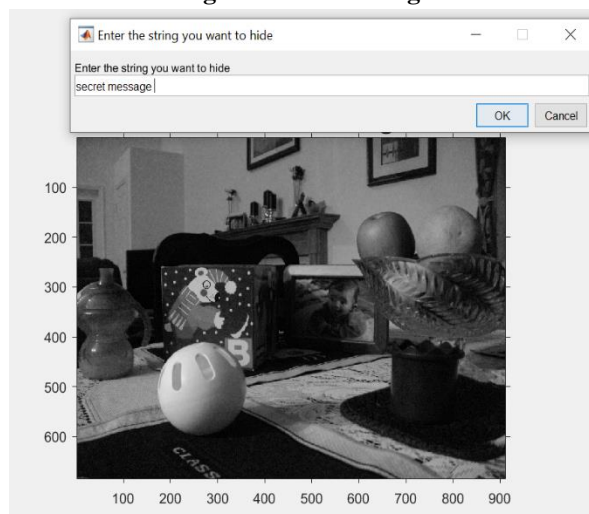 Enter the string you want to hide
Enter the string you want to hide
secret message
OK Cancel
100
200
300
400
500
600
B
CLASS
100 200 300 400 500 600 700 800 900